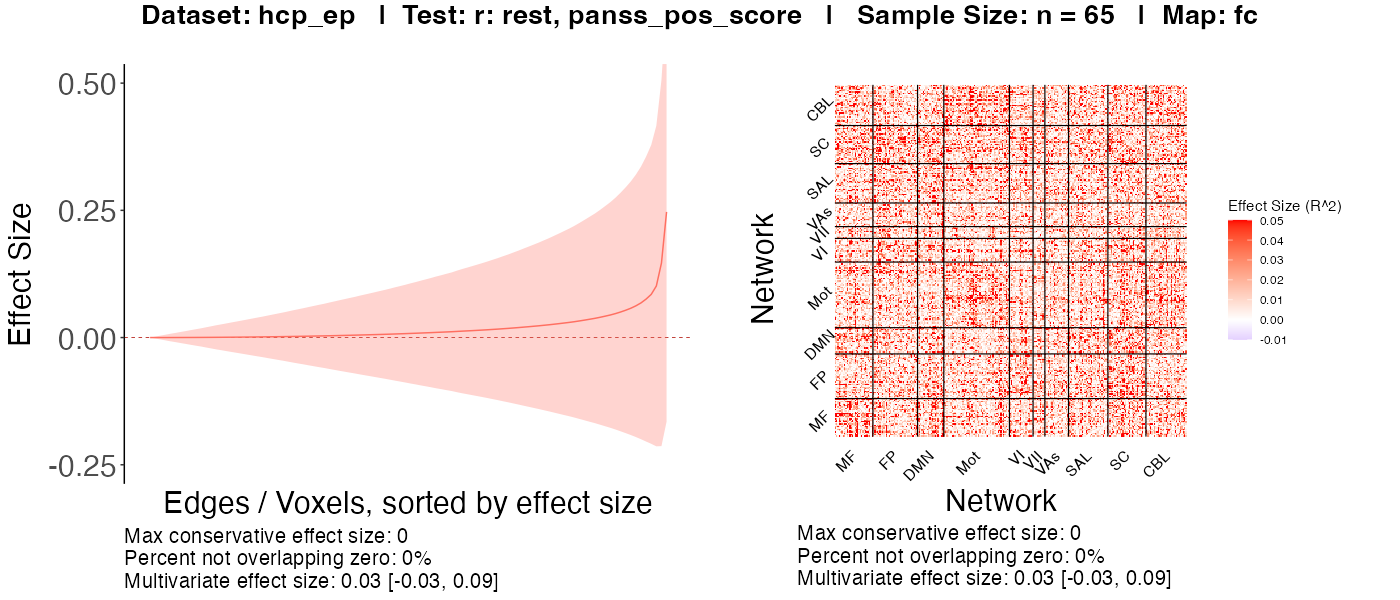 Dataset: hcp_ep | Test: r: rest, panss_pos_score | Sample Size: n = 65 | Map: fc
Effect Size
0.50
0.25
0.00
-0.25
Edges / Voxels, sorted by effect size
Max conservative effect size: 0
Percent not overlapping zero: 0%
Multivariate effect size: 0.03 [-0.03, 0.09]
Network
CBL
SC
SAL
VAs
VII
VI
Mot
DMN
FP
MF
MF
FP
DMN
Mot
VI
VII
VAs
SAL
SC
CBL
Network
Max conservative effect size: 0
Percent not overlapping zero: 0%
Multivariate effect size: 0.03 [-0.03, 0.09]
Effect Size (R^2)
0.05
0.04
0.03
0.02
0.01
0.00
-0.01